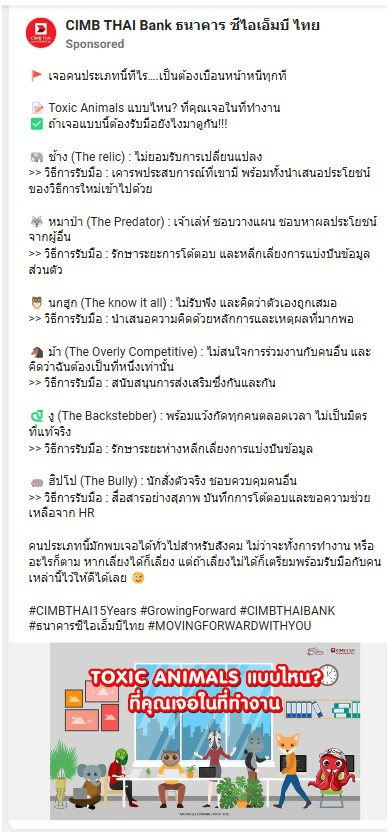 CIMB THAI Bank ธนาคาร ซีไอเอ็มบี ไทย
Sponsored
🚩 เจอคนประเภทนี้ทีไร....เป็นต้องเบือนหน้าหนีทุกที
📝 Toxic Animals แบบไหน? ที่คุณเจอในที่ทำงาน
✅ ถ้าเจอแบบนี้ต้องรับมือยังไงมาดูกัน!!!
🐘 ช้าง (The relic) : ไม่ยอมรับการเปลี่ยนแปลง
>> วิธีการรับมือ : เคารพประสบการณ์ที่เขามี พร้อมทั้งนำเสนอประโยชน์
ของวิธีการใหม่เข้าไปด้วย
🐺 หมาป่า (The Predator) : เจ้าเล่ห์ ชอบวางแผน ชอบหาผลประโยชน์
จากผู้อื่น
>> วิธีการรับมือ : รักษาระยะการโต้ตอบ และหลีกเลี่ยงการแบ่งปันข้อมูล
ส่วนตัว
🦉 นกฮูก (The know it all) : ไม่รับฟัง และคิดว่าตัวเองถูกเสมอ
>> วิธีการรับมือ : นำเสนอความคิดด้วยหลักการและเหตุผลที่มากพอ
🐴 ม้า (The Overly Competitive) : ไม่สนใจการร่วมงานกับคนอื่น และ
คิดว่าฉันต้องเป็นที่หนึ่งเท่านั้น
>> วิธีการรับมือ : สนับสนุนการส่งเสริมซึ่งกันและกัน
🐍 งู (The Backstebber) : พร้อมแว้งกัดทุกคนตลอดเวลา ไม่เป็นมิตร
ที่แท้จริง
>> วิธีการรับมือ : รักษาระยะห่างหลีกเลี่ยงการแบ่งปันข้อมูล
🦛 ฮิปโป (The Bully) : นักสั่งตัวจริง ชอบควบคุมคนอื่น
>> วิธีการรับมือ : สื่อสารอย่างสุภาพ บันทึกการโต้ตอบและขอความช่วย
เหลือจาก HR
คนประเภทนี้มักพบเจอได้ทั่วไปสำหรับสังคม ไม่ว่าจะทั้งการทำงาน หรือ
อะไรก็ตาม หากเลี่ยงได้ก็เลี่ยง แต่ถ้าเลี่ยงไม่ได้ก็เตรียมพร้อมรับมือกับคน
เหล่านี้ไว้ให้ดีได้เลย 😉
#CIMBTHAI15Years #GrowingForward #CIMBTHAIBANK
#ธนาคารซีไอเอ็มบีไทย #MOVINGFORWARDWITHYOU
CIMB THAI
TOXIC ANIMALS แบบไหน?
ที่คุณเจอในที่ทำงาน
MOVING FORWARD WITH YOU